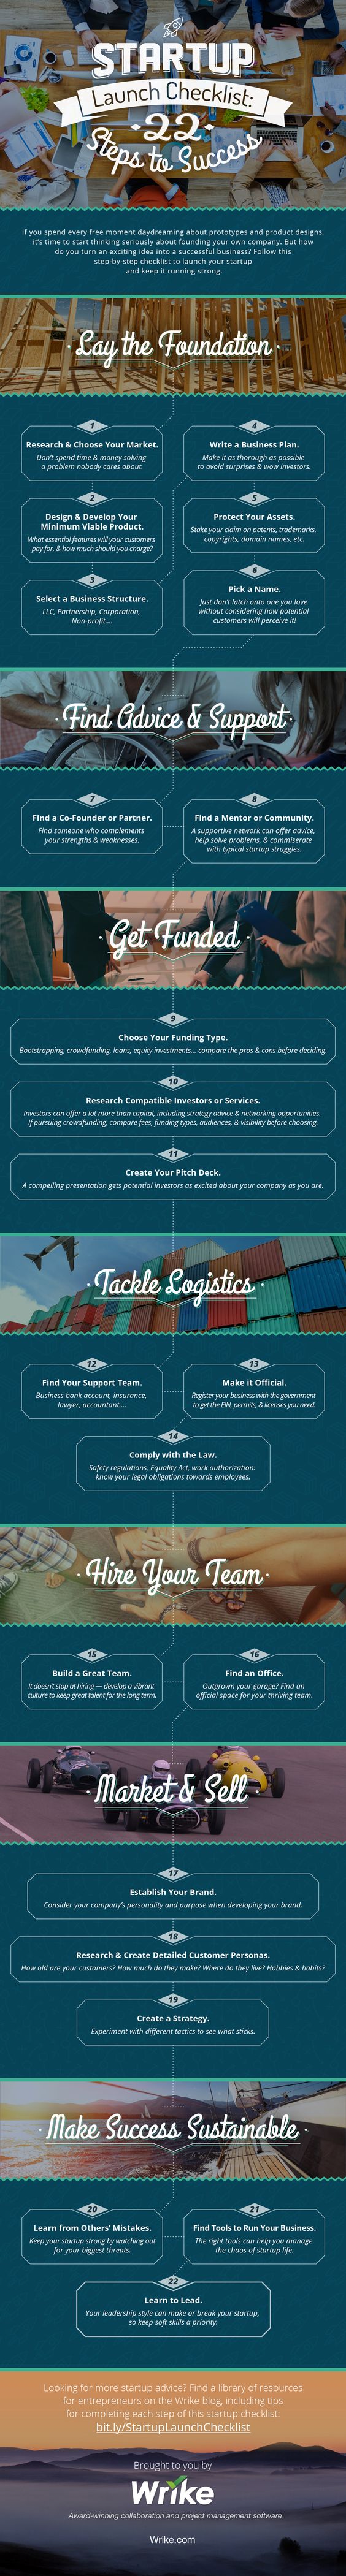 STARTUP
Launch Checklist:
22
Steps to Success
If you spend every free moment daydreaming about prototypes and product designs,
it's time to start thinking seriously about founding your own company. But how
do you turn an exciting idea into a successful business? Follow this
step-by-step checklist to launch your startup
and keep it running strong.
Lay the Foundation
1
Research & Choose Your Market.
Don't spend time & money solving
a problem nobody cares about.
2
Design & Develop Your
Minimum Viable Product.
What essential features will your customers
pay for, & how much should you charge?
3
Select a Business Structure.
LLC, Partnership, Corporation,
Non-profit....
4
Write a Business Plan.
Make it as thorough as possible
to avoid surprises & wow investors.
5
Protect Your Assets.
Stake your claim on patents, trademarks,
copyrights, domain names, etc.
6
Pick a Name.
Just don't latch onto one you love
without considering how potential
customers will perceive it!
Find Advice & Support
7
Find a Co-Founder or Partner.
Find someone who complements
your strengths & weaknesses.
8
Find a Mentor or Community.
A supportive network can offer advice,
help solve problems, & commiserate
with typical startup struggles.
Get Funded
9
Choose Your Funding Type.
Bootstrapping, crowdfunding, loans, equity investments... compare the pros & cons before deciding.
10
Research Compatible Investors or Services.
Investors can offer a lot more than capital, including strategy advice & networking opportunities.
If pursuing crowdfunding, compare fees, funding types, audiences, & visibility before choosing.
11
Create Your Pitch Deck.
A compelling presentation gets potential investors as excited about your company as you are.
Tackle Logistics
12
Find Your Support Team.
Business bank account, insurance,
lawyer, accountant....
13
Make it Official.
Register your business with the government
to get the EIN, permits, & licenses you need.
14
Comply with the Law.
Safety regulations, Equality Act, work authorization:
know your legal obligations towards employees.
Hire Your Team
15
Build a Great Team.
It doesn't stop at hiring — develop a vibrant
culture to keep great talent for the long term.
16
Find an Office.
Outgrown your garage? Find an
official space for your thriving team.
Market & Sell
17
Establish Your Brand.
Consider your company's personality and purpose when developing your brand.
18
Research & Create Detailed Customer Personas.
How old are your customers? How much do they make? Where do they live? Hobbies & habits?
19
Create a Strategy.
Experiment with different tactics to see what sticks.
Make Success Sustainable
20
Learn from Others' Mistakes.
Keep your startup strong by watching out
for your biggest threats.
21
Find Tools to Run Your Business.
The right tools can help you manage
the chaos of startup life.
22
Learn to Lead.
Your leadership style can make or break your startup,
so keep soft skills a priority.
Looking for more startup advice? Find a library of resources
for entrepreneurs on the Wrike blog, including tips
for completing each step of this startup checklist:
bit.ly/StartupLaunchChecklist
Brought to you by
Wrike
Award-winning collaboration and project management software
Wrike.com